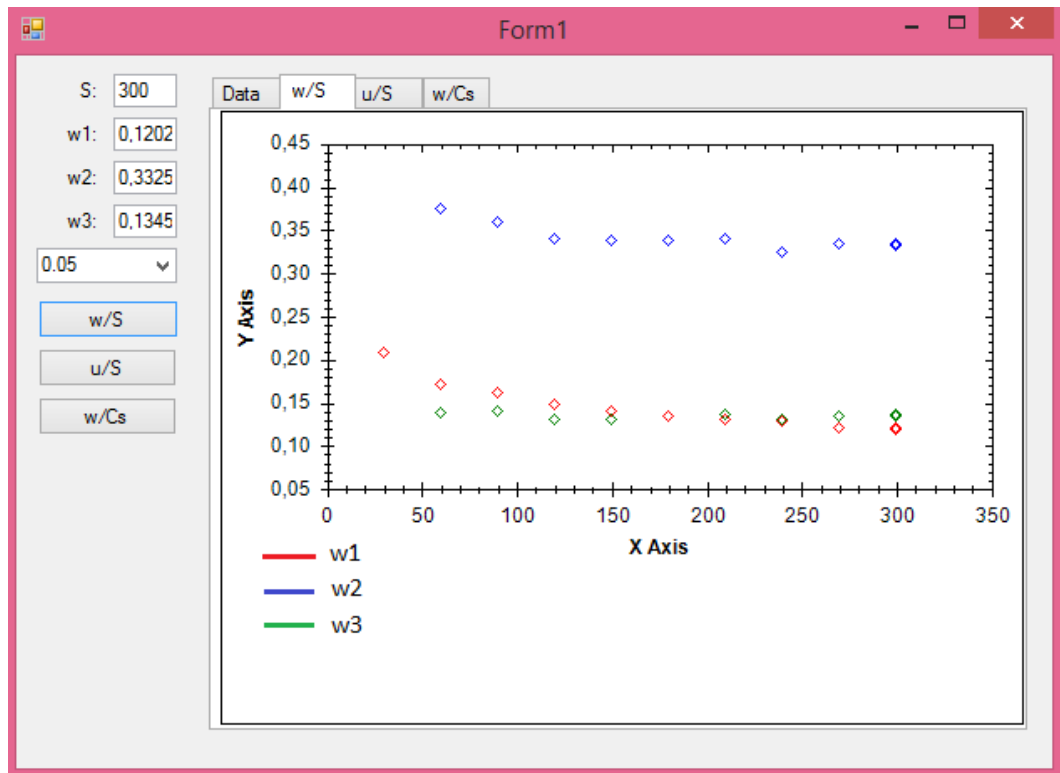 Form1
S: 300
w1: 0,1202
w2: 0,3325
w3: 0,1345
0.05
w/S
u/S
w/Cs
Data w/S u/S w/Cs
0,45
0,40
0,35
0,30
0,25
0,20
0,15
0,10
0,05
Y Axis
0 50 100 150 200 250 300 350
X Axis
w1
w2
w3